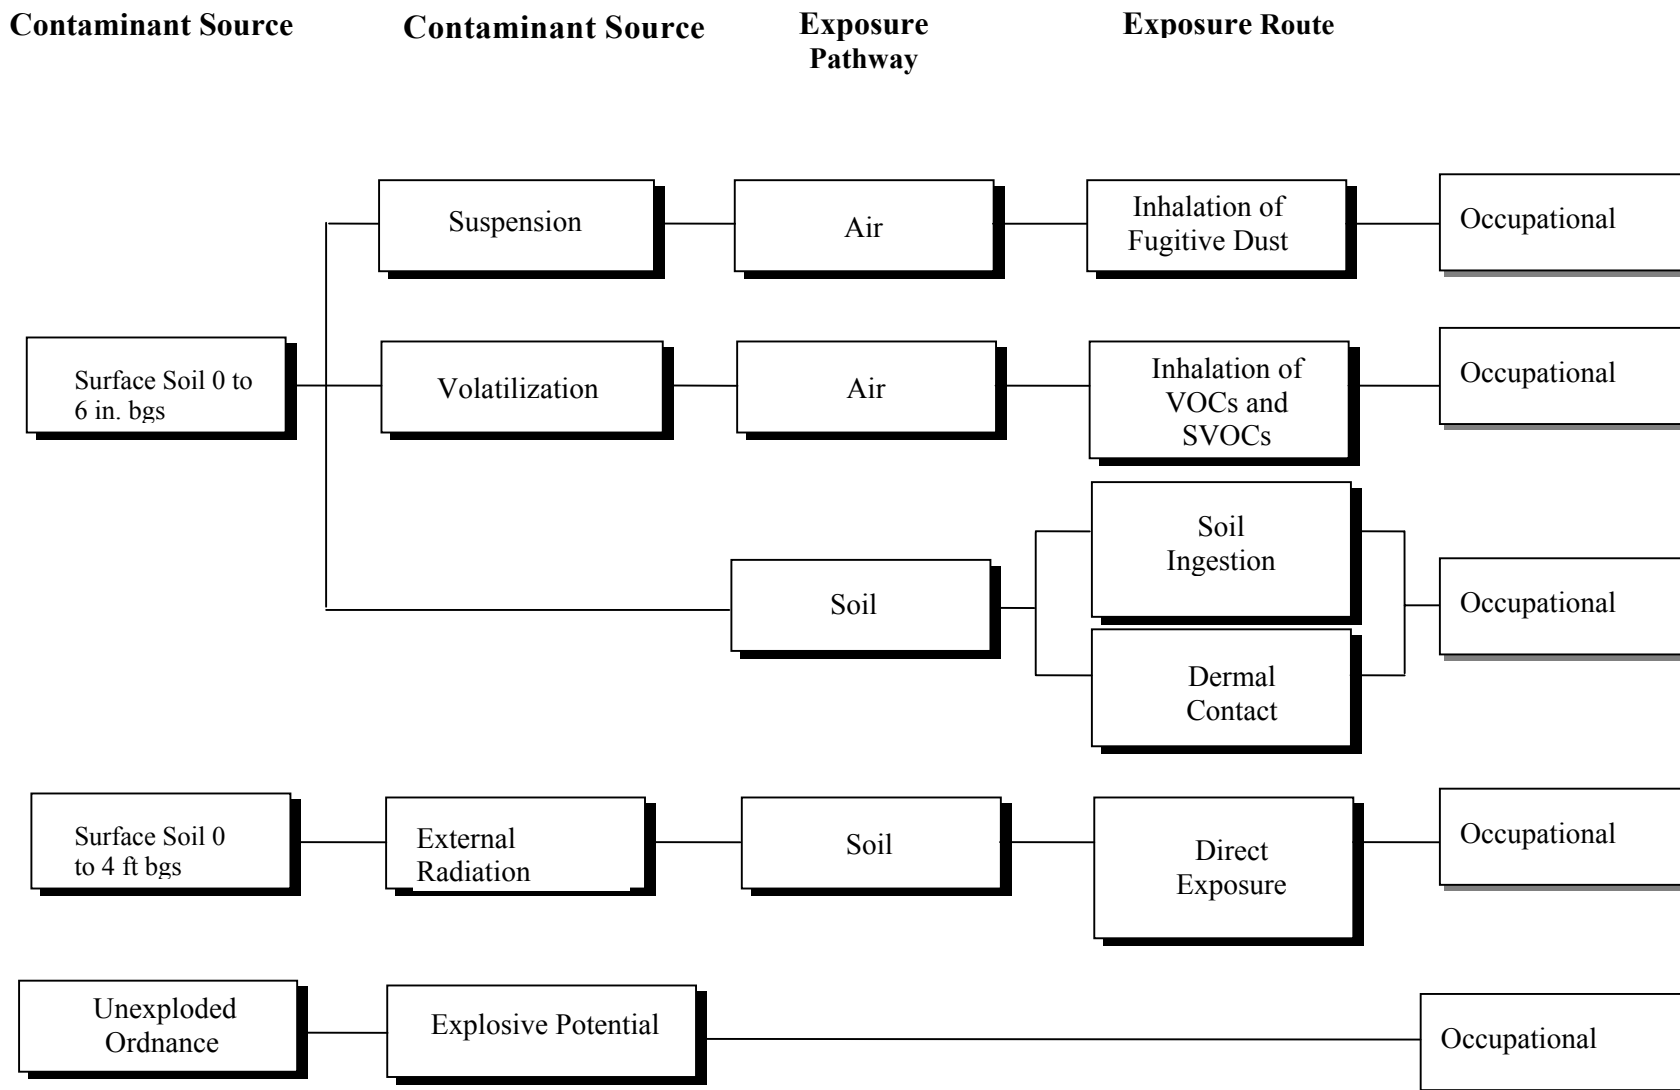 Contaminant Source
Contaminant Source
Exposure
Pathway
Exposure Route
Suspension
Air
Inhalation of
Fugitive Dust
Occupational
Surface Soil 0 to
6 in. bgs
Volatilization
Air
Inhalation of
VOCs and
SVOCs
Occupational
Soil
Soil
Ingestion
Dermal
Contact
Occupational
Surface Soil 0
to 4 ft bgs
External
Radiation
Soil
Direct
Exposure
Occupational
Unexploded
Ordnance
Explosive Potential
Occupational